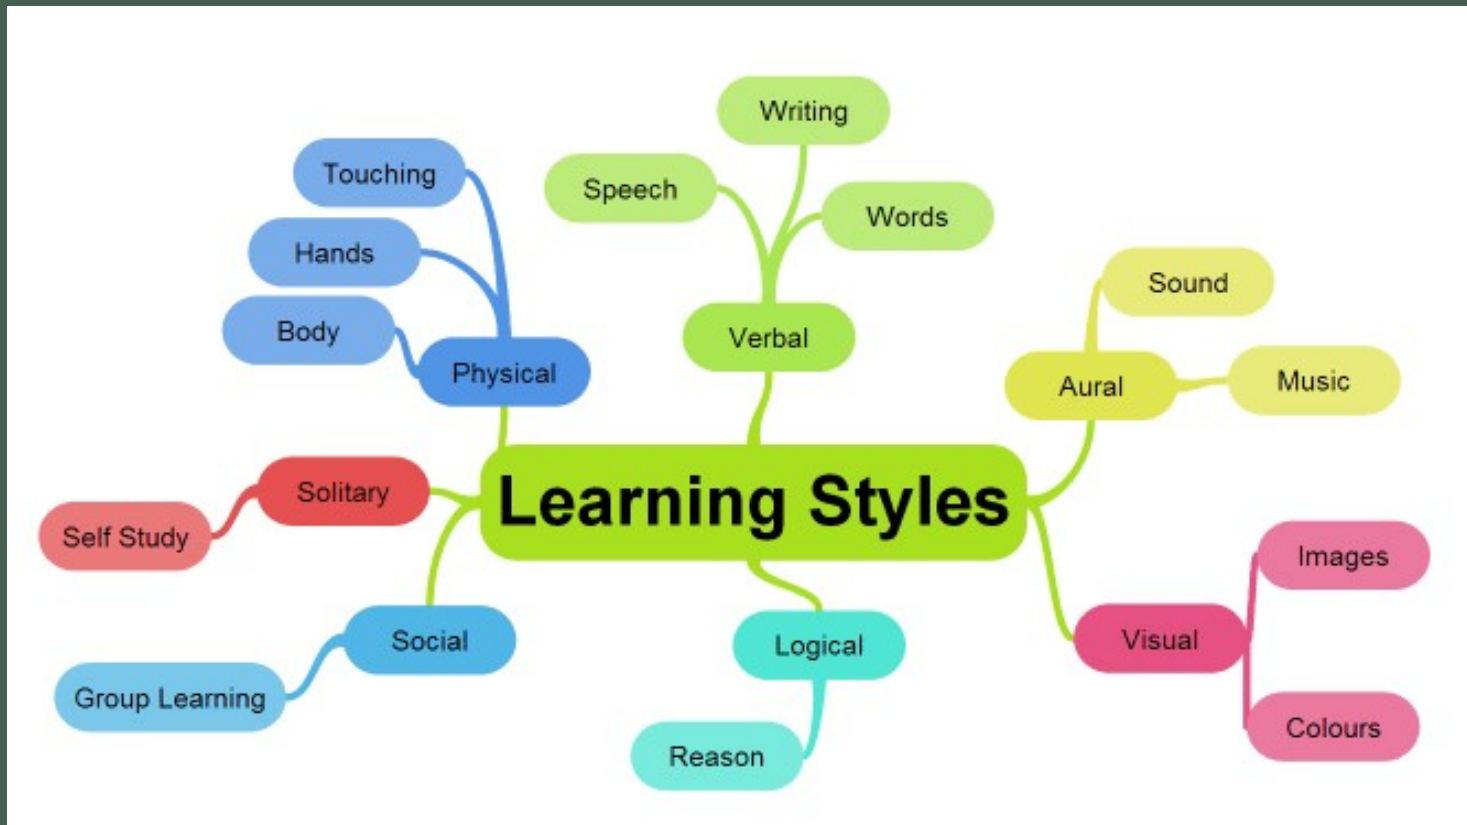 Writing
Touching
Speech
Words
Hands
Sound
Body
Verbal
Physical
Aural
Music
Solitary
Learning Styles
Self Study
Images
Social
Logical
Visual
Group Learning
Colours
Reason